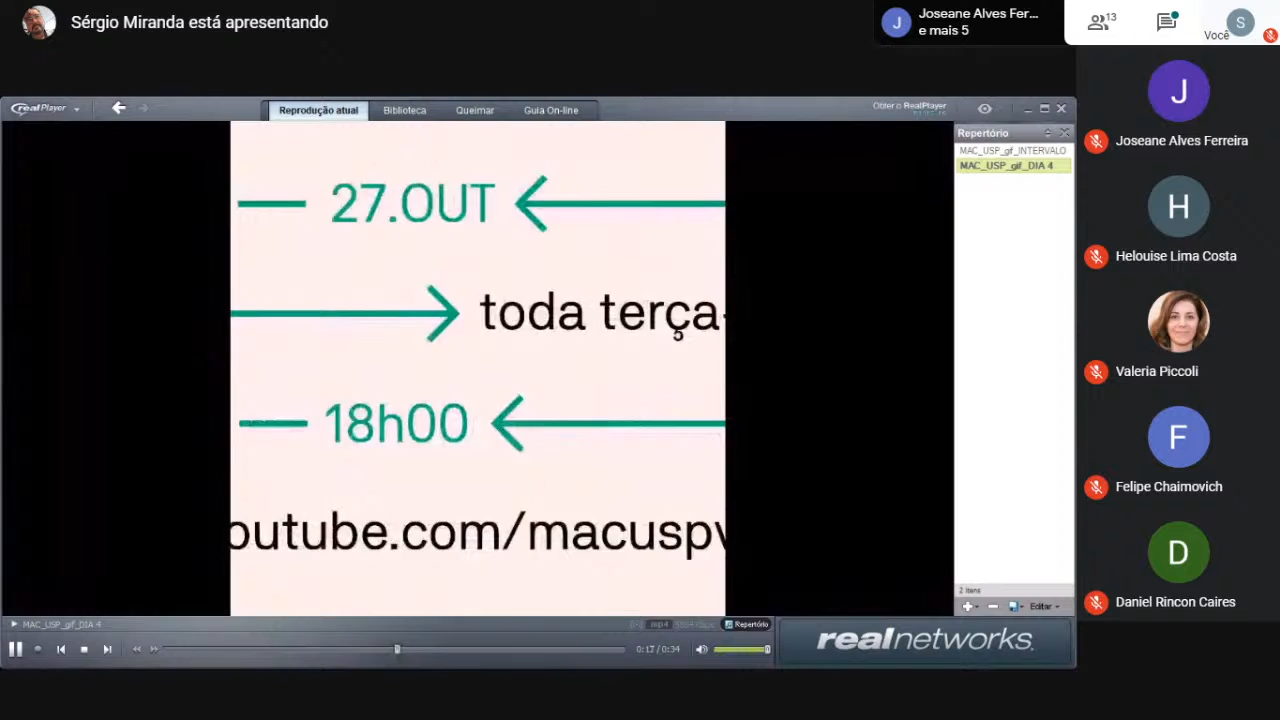 Sérgio Miranda está apresentando
J
Joseane Alves Fer...
e mais 5
13
S
Você
realPlayer
Reprodução atual
Biblioteca
Queimar
Guia On-line
Obter o RealPlayer
Repertório
MAC_USP_gif_INTERVALO
MAC_USP_gif_DIA 4
27.OUT
toda terça-
18h00
outube.com/macuspv
2 itens
Editar
MAC_USP_gif_DIA 4
mp4
Repertório
0:17 / 0:34
realnetworks.
J
Joseane Alves Ferreira
H
Helouise Lima Costa
Valeria Piccoli
F
Felipe Chaimovich
D
Daniel Rincon Caires